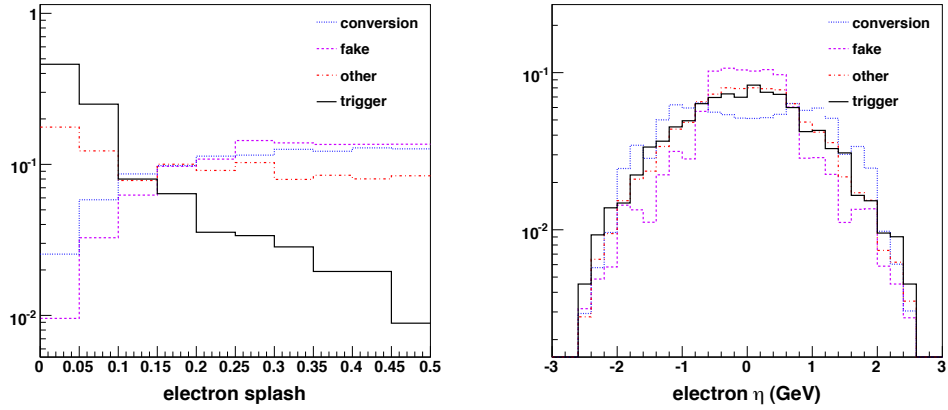 1
10⁻¹
10⁻²
0 0.05 0.1 0.15 0.2 0.25 0.3 0.35 0.4 0.45 0.5
electron splash
conversion
fake
other
trigger
10⁻¹
10⁻²
-3 -2 -1 0 1 2 3
electron η (GeV)
conversion
fake
other
trigger